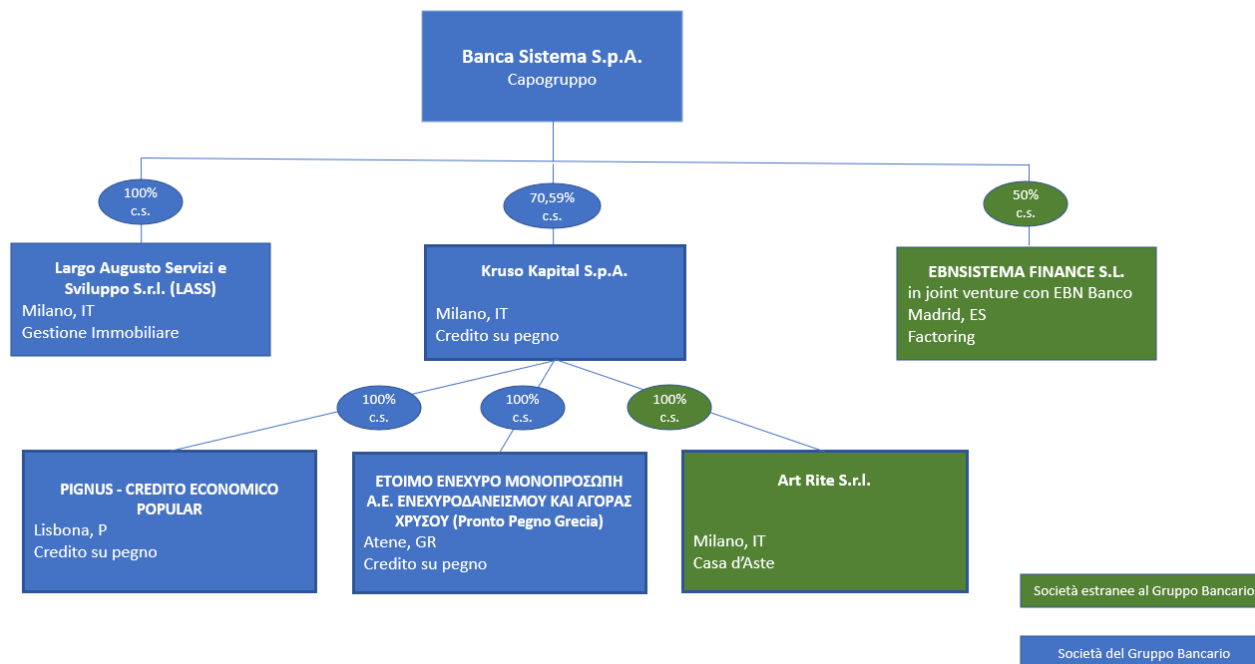 Banca Sistema S.p.A.
Capogruppo
100%
c.s.
70,59%
c.s.
50%
c.s.
Largo Augusto Servizi e
Sviluppo S.r.l. (LASS)
Milano, IT
Gestione Immobiliare
Kruso Kapital S.p.A.
Milano, IT
Credito su pegno
EBNSISTEMA FINANCE S.L.
in joint venture con EBN Banco
Madrid, ES
Factoring
100%
c.s.
100%
c.s.
100%
c.s.
PIGNUS - CREDITO ECONOMICO
POPULAR
Lisbona, P
Credito su pegno
ΕΤΟΙΜΟ ΕΝΕΧΥΡΟ ΜΟΝΟΠΡΟΣΩΠΗ
Α.Ε. ΕΝΕΧΥΡΟΔΑΝΕΙΣΜΟΥ ΚΑΙ ΑΓΟΡΑΣ
ΧΡΥΣΟΥ (Pronto Pegno Grecia)
Atene, GR
Credito su pegno
Art Rite S.r.l.
Milano, IT
Casa d'Aste
Società estranee al Gruppo Bancario
Società del Gruppo Bancario